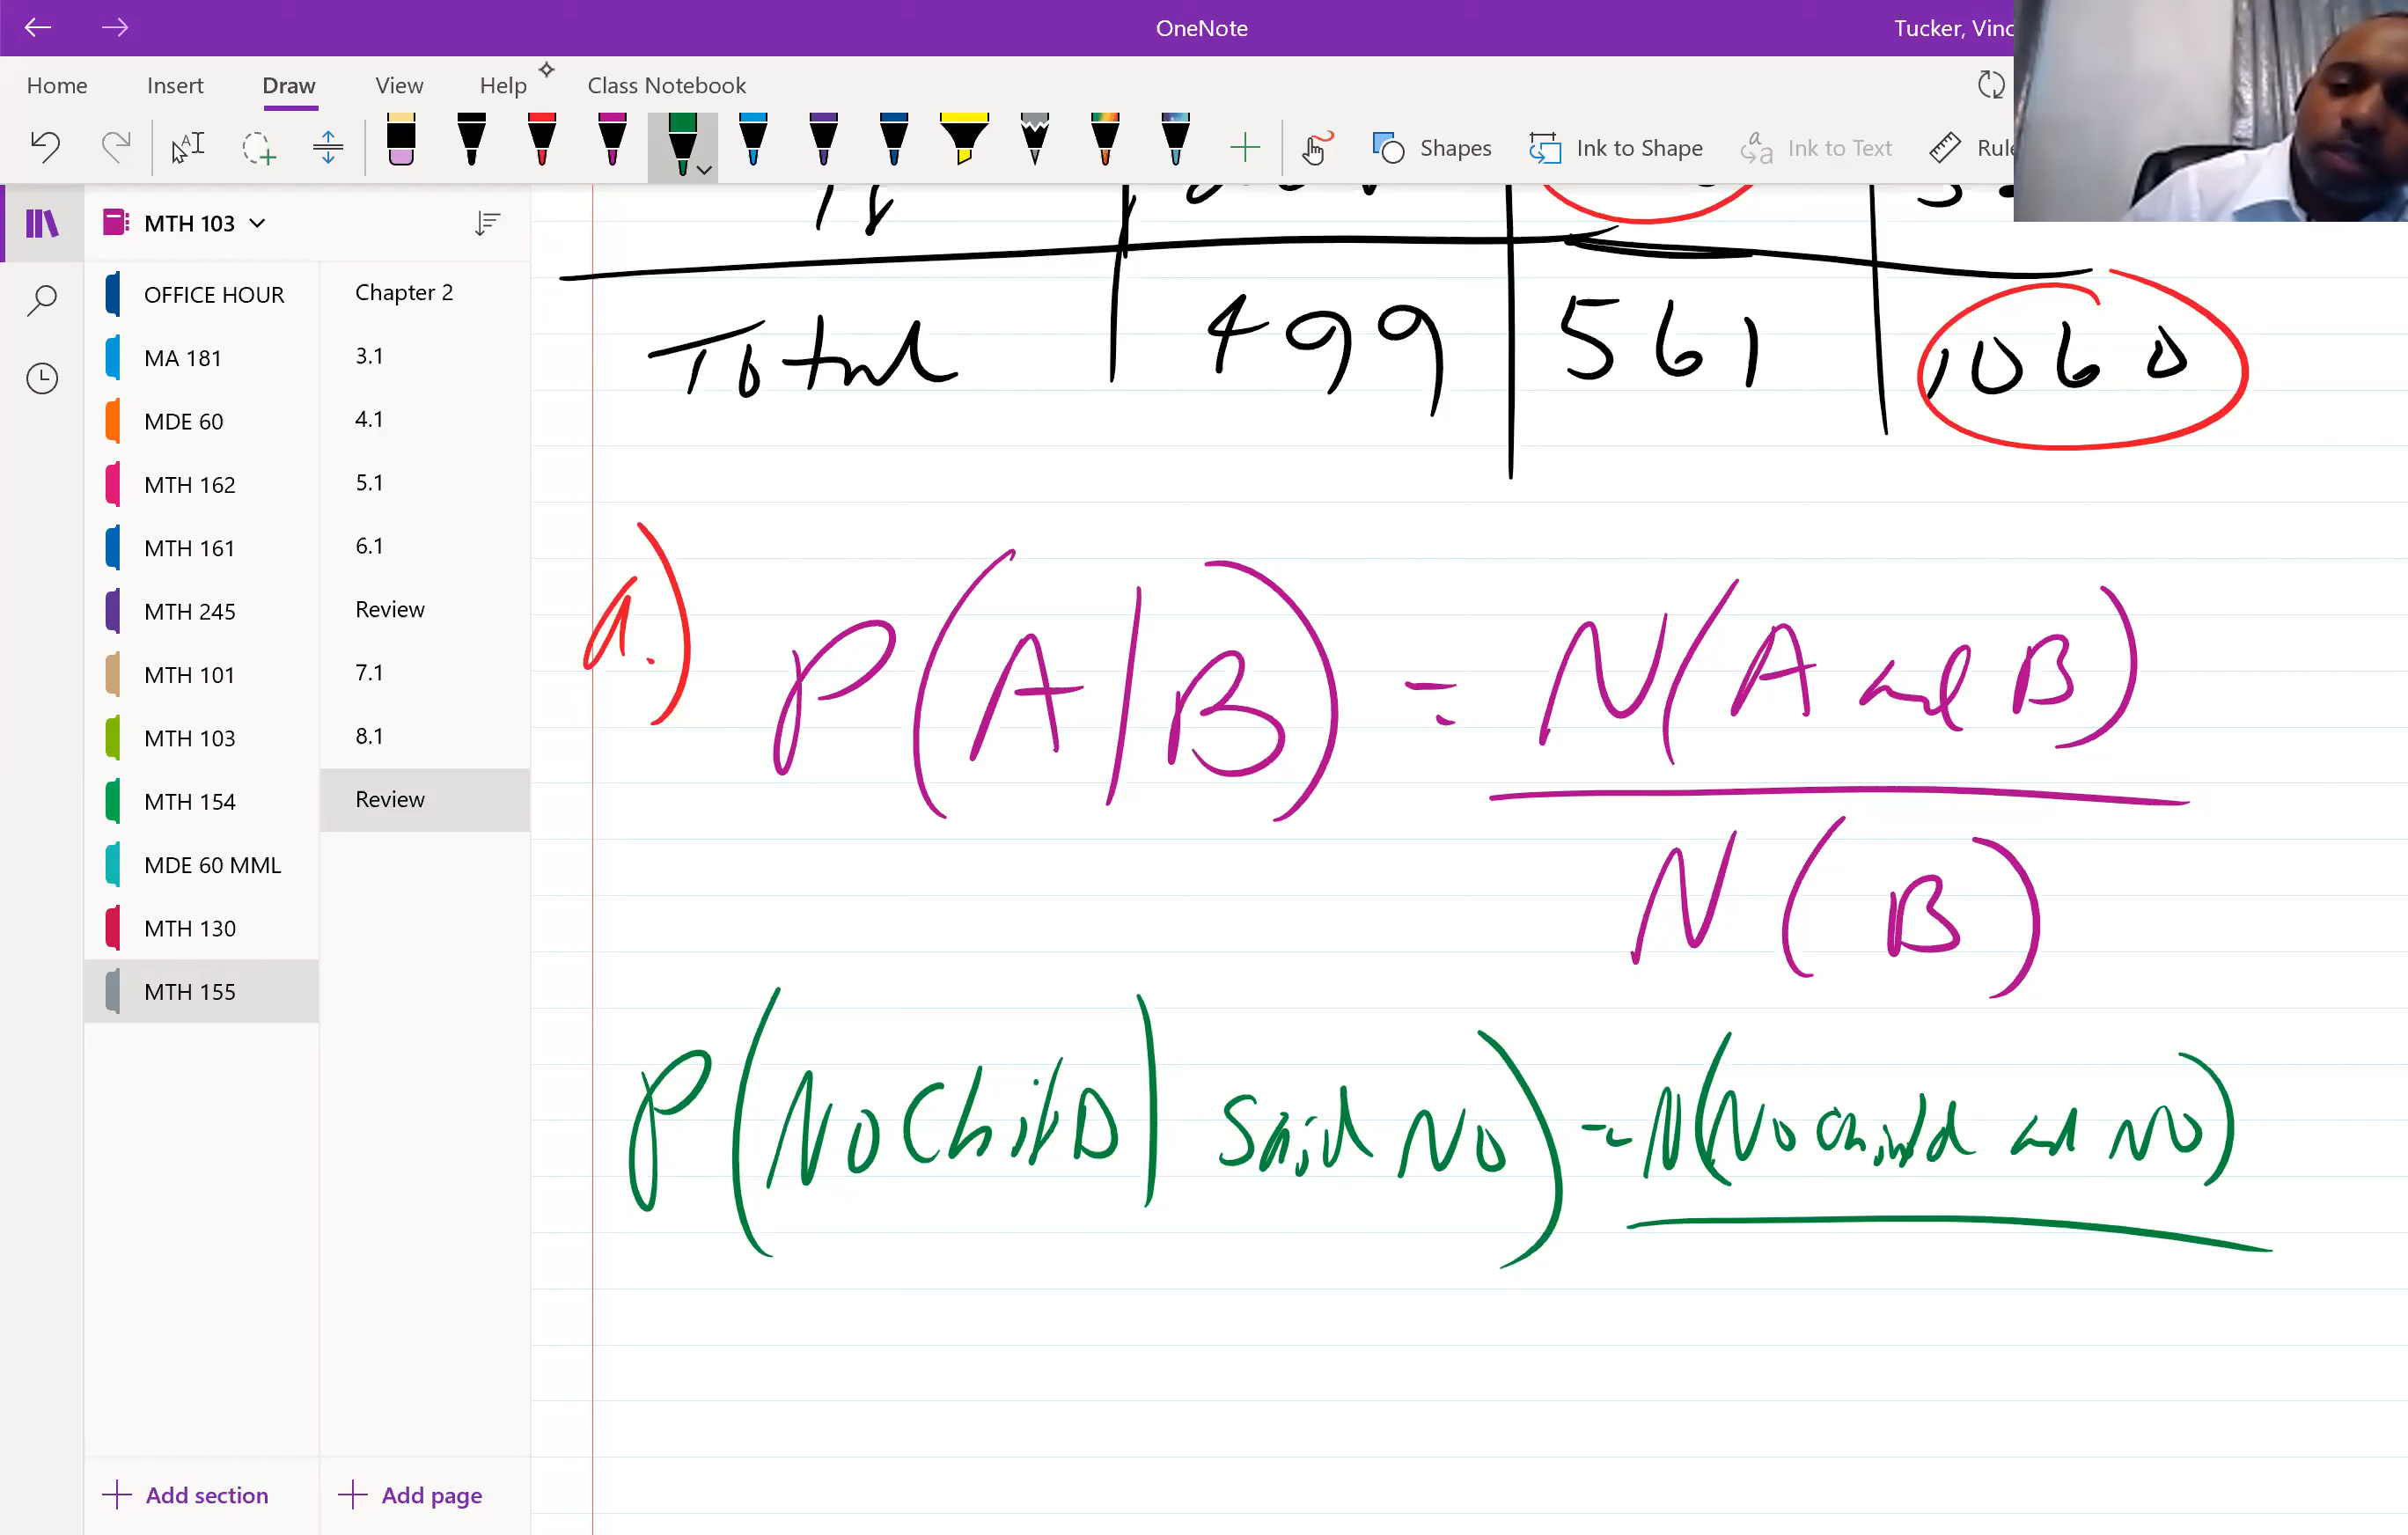 OneNote
Tucker, Vinc
Home Insert Draw View Help Class Notebook
Shapes Ink to Shape Ink to Text Rule
MTH 103
OFFICE HOUR
MA 181
MDE 60
MTH 162
MTH 161
MTH 245
MTH 101
MTH 103
MTH 154
MDE 60 MML
MTH 130
MTH 155
Add section
Chapter 2
3.1
4.1
5.1
6.1
Review
7.1
8.1
Review
Add page
Total 499 561 1060
a.) P(A|B) = N(A and B)
N(B)
P(No Child| Said No) = N(No Child and No)